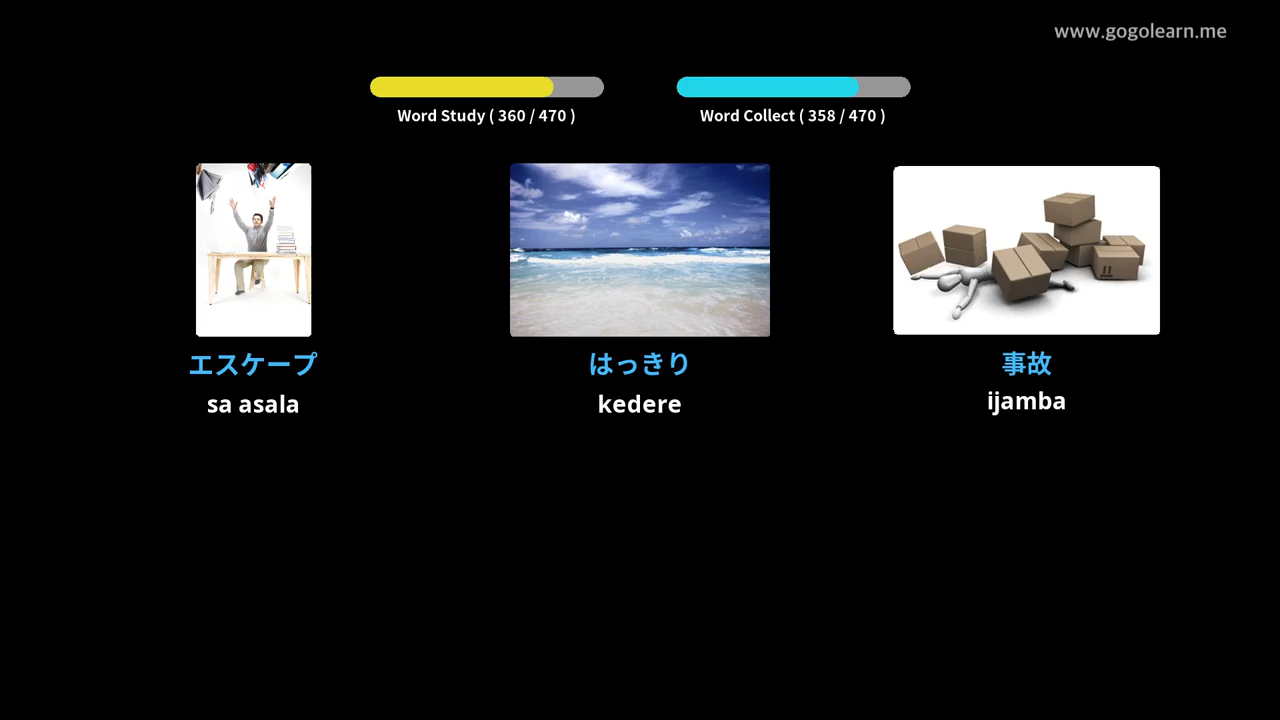 www.gogolearn.me
Word Study ( 360 / 470 )
Word Collect ( 358 / 470 )
エスケープ
sa asala
はっきり
kedere
事故
ijamba